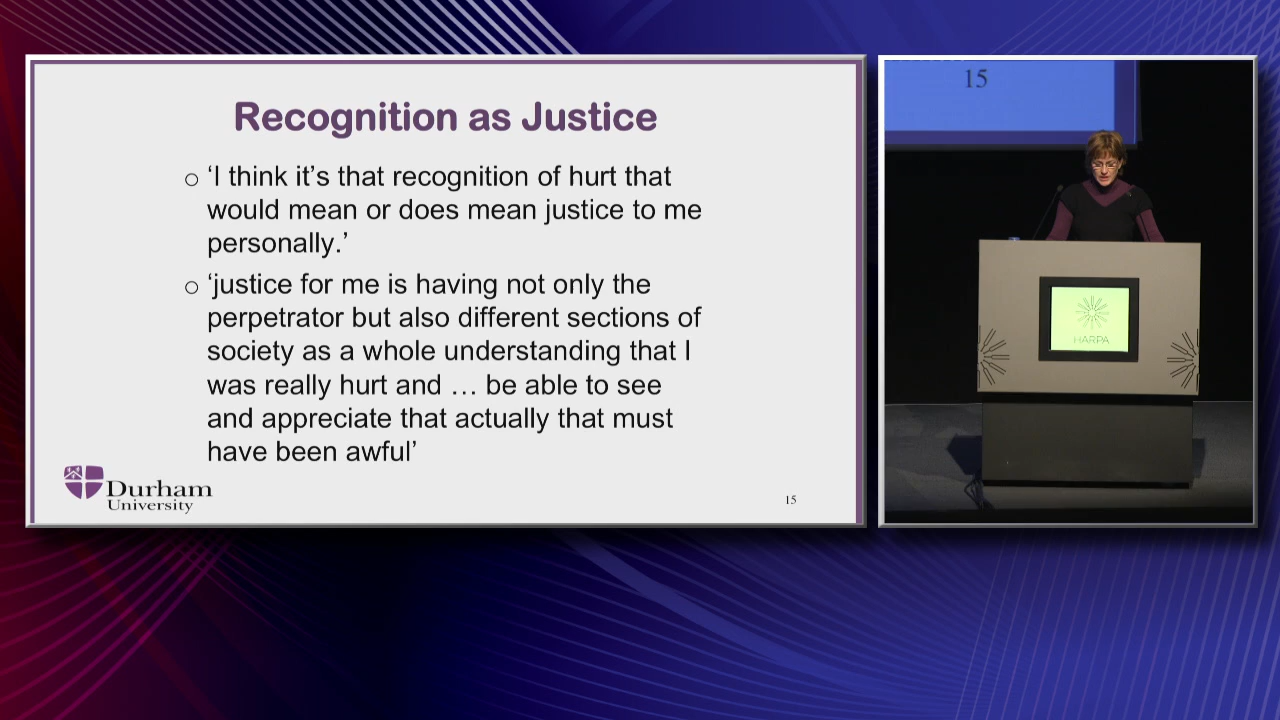 Recognition as Justice
‘I think it’s that recognition of hurt that
would mean or does mean justice to me
personally.’
‘justice for me is having not only the
perpetrator but also different sections of
society as a whole understanding that I
was really hurt and … be able to see
and appreciate that actually that must
have been awful’
Durham
University
15
15
HARPA